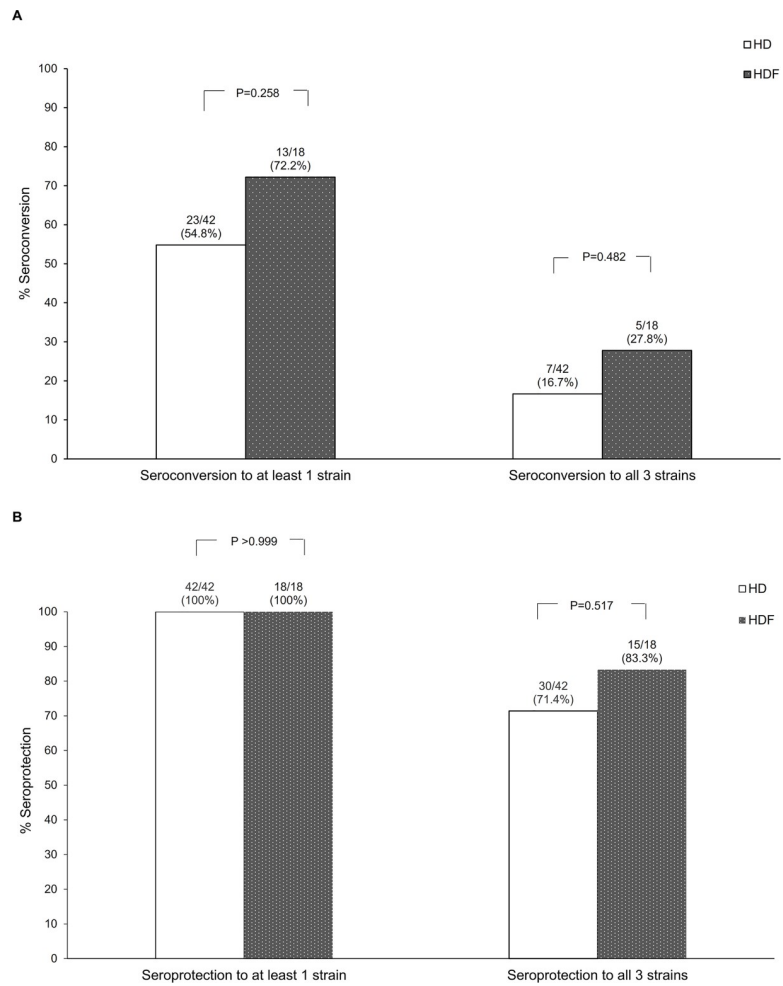 A
HD
HDF
100
90
80
70
60
50
40
30
20
10
0
% Seroconversion
P=0.258
13/18
(72.2%)
23/42
(54.8%)
P=0.482
5/18
(27.8%)
7/42
(16.7%)
Seroconversion to at least 1 strain
Seroconversion to all 3 strains
B
HD
HDF
100
90
80
70
60
50
40
30
20
10
0
% Seroprotection
P >0.999
42/42
(100%)
18/18
(100%)
P=0.517
15/18
(83.3%)
30/42
(71.4%)
Seroprotection to at least 1 strain
Seroprotection to all 3 strains